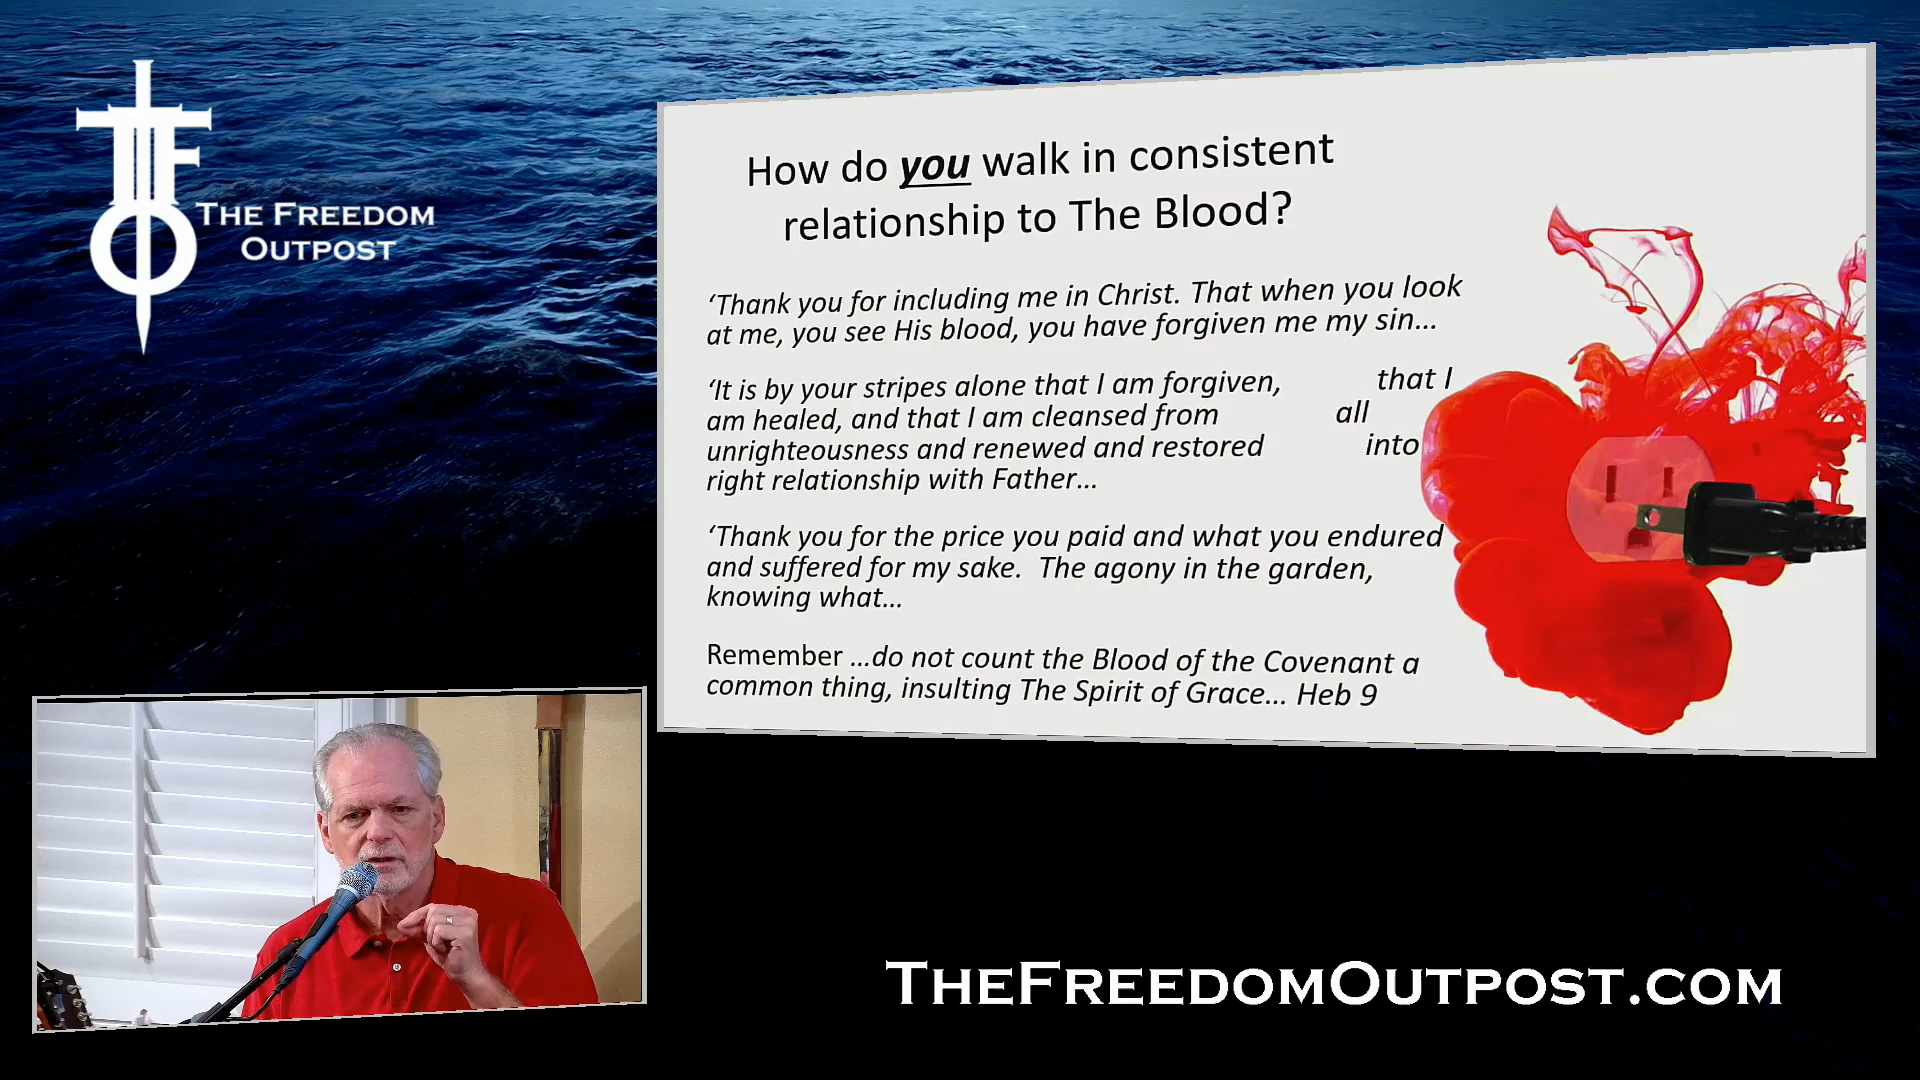 The Freedom
Outpost
How do you walk in consistent
relationship to The Blood?
‘Thank you for including me in Christ. That when you look
at me, you see His blood, you have forgiven me my sin…
‘It is by your stripes alone that I am forgiven, that I
am healed, and that I am cleansed from all
unrighteousness and renewed and restored into
right relationship with Father…
‘Thank you for the price you paid and what you endured
and suffered for my sake.  The agony in the garden,
knowing what…
Remember …do not count the Blood of the Covenant a
common thing, insulting The Spirit of Grace… Heb 9
TheFreedomOutpost.com